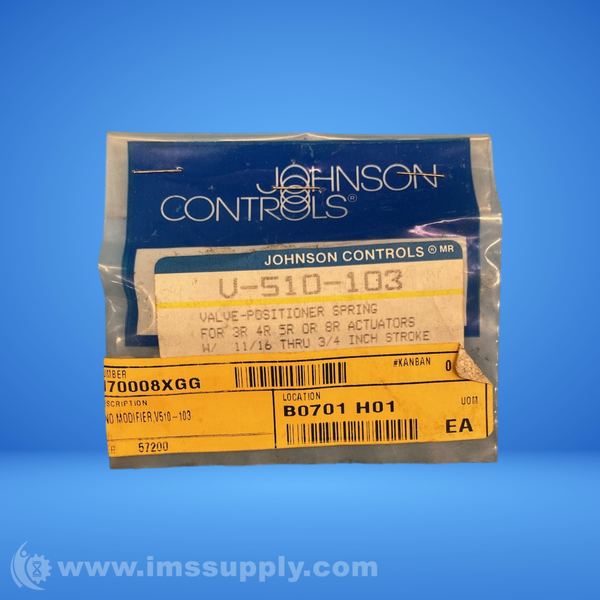 JOHNSON
CONTROLS®
JOHNSON CONTROLS ® MR
V-510-103
VALVE-POSITIONER SPRING
FOR 3R 4R 5R OR 8R ACTUATORS
W/ 11/16 THRU 3/4 INCH STROKE
#KANBAN 0
70008XGG
SCRIPTION
LOCATION
UOM
NO MODIFIER,V510-103
B0701 H01
EA
57200
www.imssupply.com